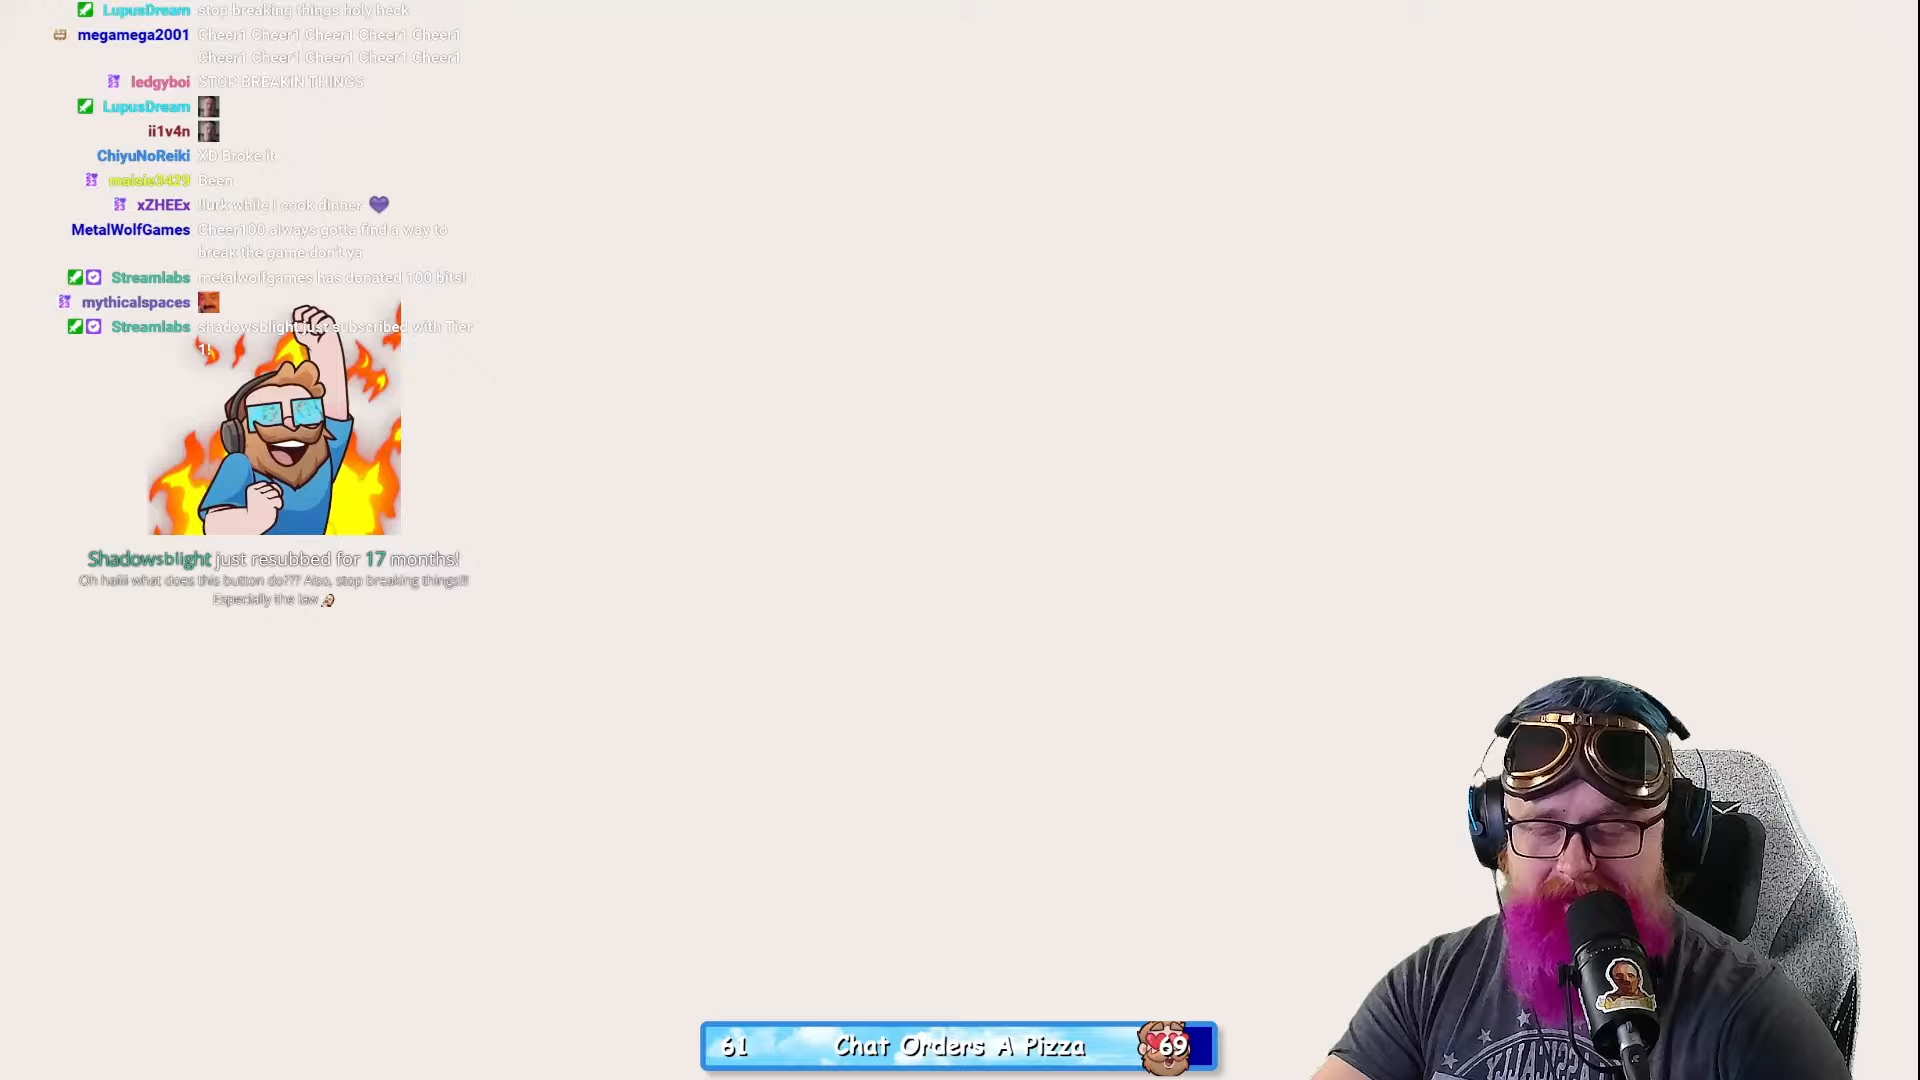 LupusDream stop breaking things holy heck
megamega2001 Cheer1 Cheer1 Cheer1 Cheer1 Cheer1
Cheer1 Cheer1 Cheer1 Cheer1 Cheer1
ledgyboi STOP BREAKIN THINGS
LupusDream
ii1v4n
ChiyuNoReiki XD Broke it
maisie3429 Been
xZHEEx !lurk while i cook dinner
MetalWolfGames Cheer100 always gotta find a way to
break the game don't ya
Streamlabs metalwolfgames has donated 100 bits!
mythicalspaces
Streamlabs shadowsblight just subscribed with Tier
1!
Shadowsblight just resubbed for 17 months!
Oh haiii what does this button do??? Also, stop breaking things!!!
Especially the law
61 Chat Orders A Pizza 69